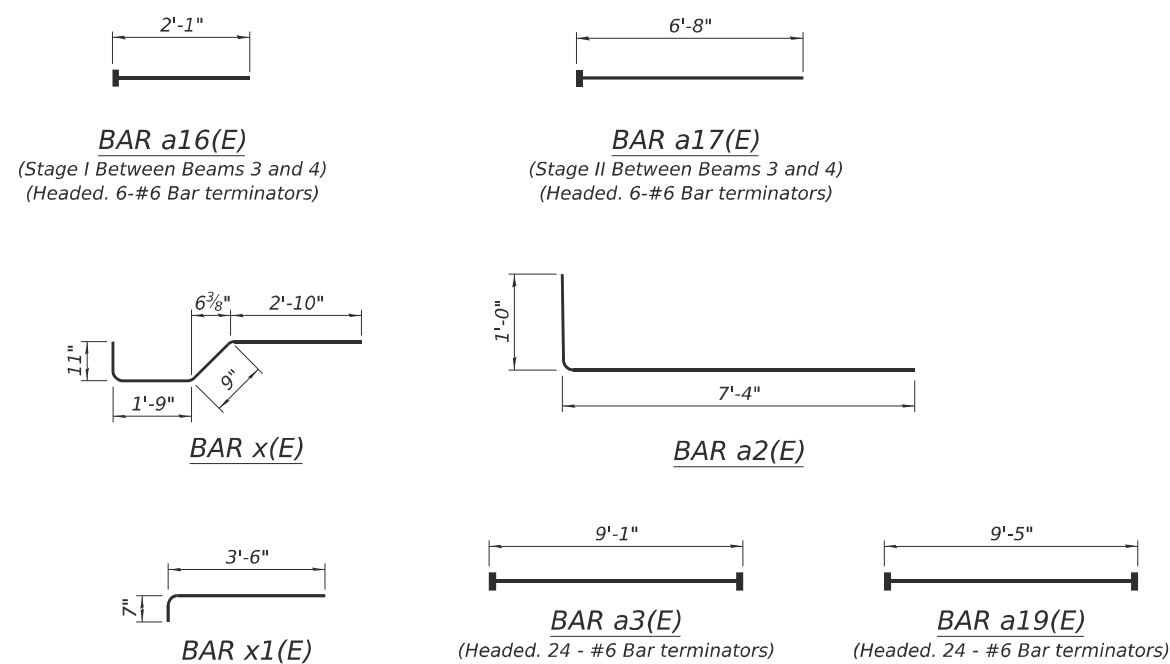 2'-1"
6'-8"
BAR a16(E)
(Stage I Between Beams 3 and 4)
(Headed. 6-#6 Bar terminators)
BAR a17(E)
(Stage II Between Beams 3 and 4)
(Headed. 6-#6 Bar terminators)
6⅜"
2'-10"
11"
9"
1'-9"
BAR x(E)
1'-0"
7'-4"
BAR a2(E)
3'-6"
7"
BAR x1(E)
9'-1"
BAR a3(E)
(Headed. 24 - #6 Bar terminators)
9'-5"
BAR a19(E)
(Headed. 24 - #6 Bar terminators)